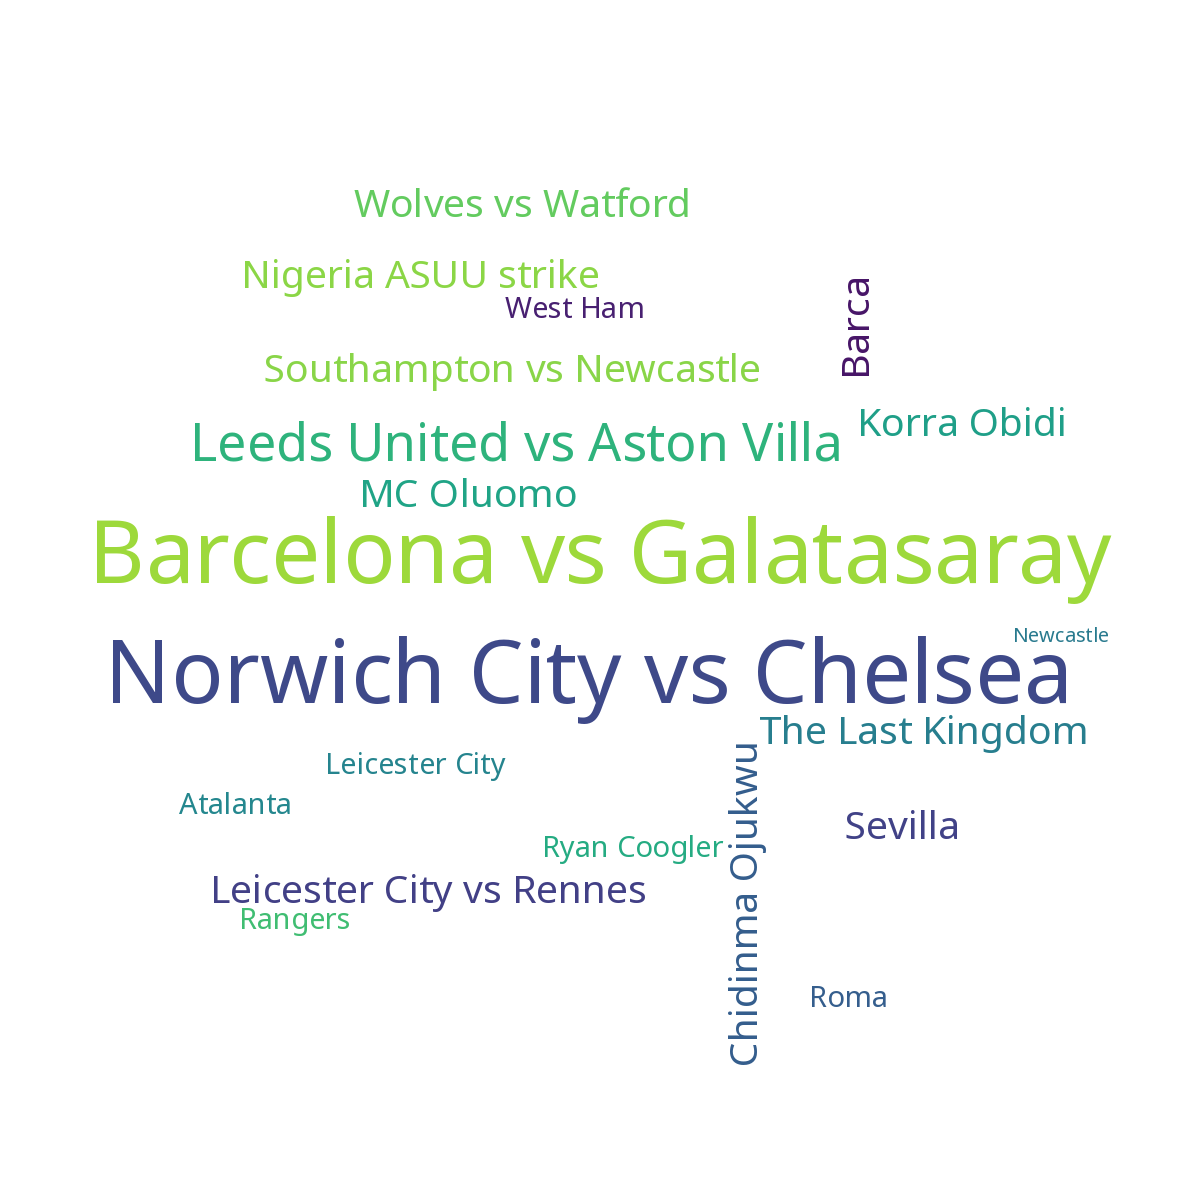 Wolves vs Watford
Nigeria ASUU strike
West Ham
Barca
Southampton vs Newcastle
Korra Obidi
Leeds United vs Aston Villa
MC Oluomo
Barcelona vs Galatasaray
Newcastle
Norwich City vs Chelsea
The Last Kingdom
Leicester City
Atalanta
Chidinma Ojukwu
Sevilla
Ryan Coogler
Leicester City vs Rennes
Rangers
Roma